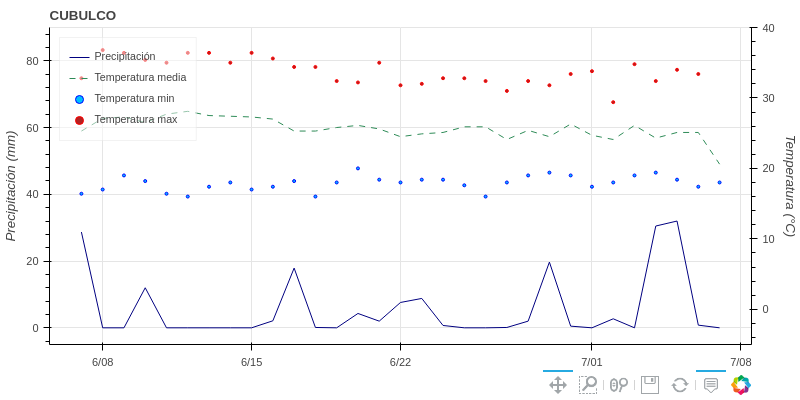 CUBULCO
Precipitación
Temperatura media
Temperatura min
Temperatura max
Precipitación (mm)
80
60
40
20
0
40
30
20
10
0
Temperatura (°C)
6/08 6/15 6/22 7/01 7/08